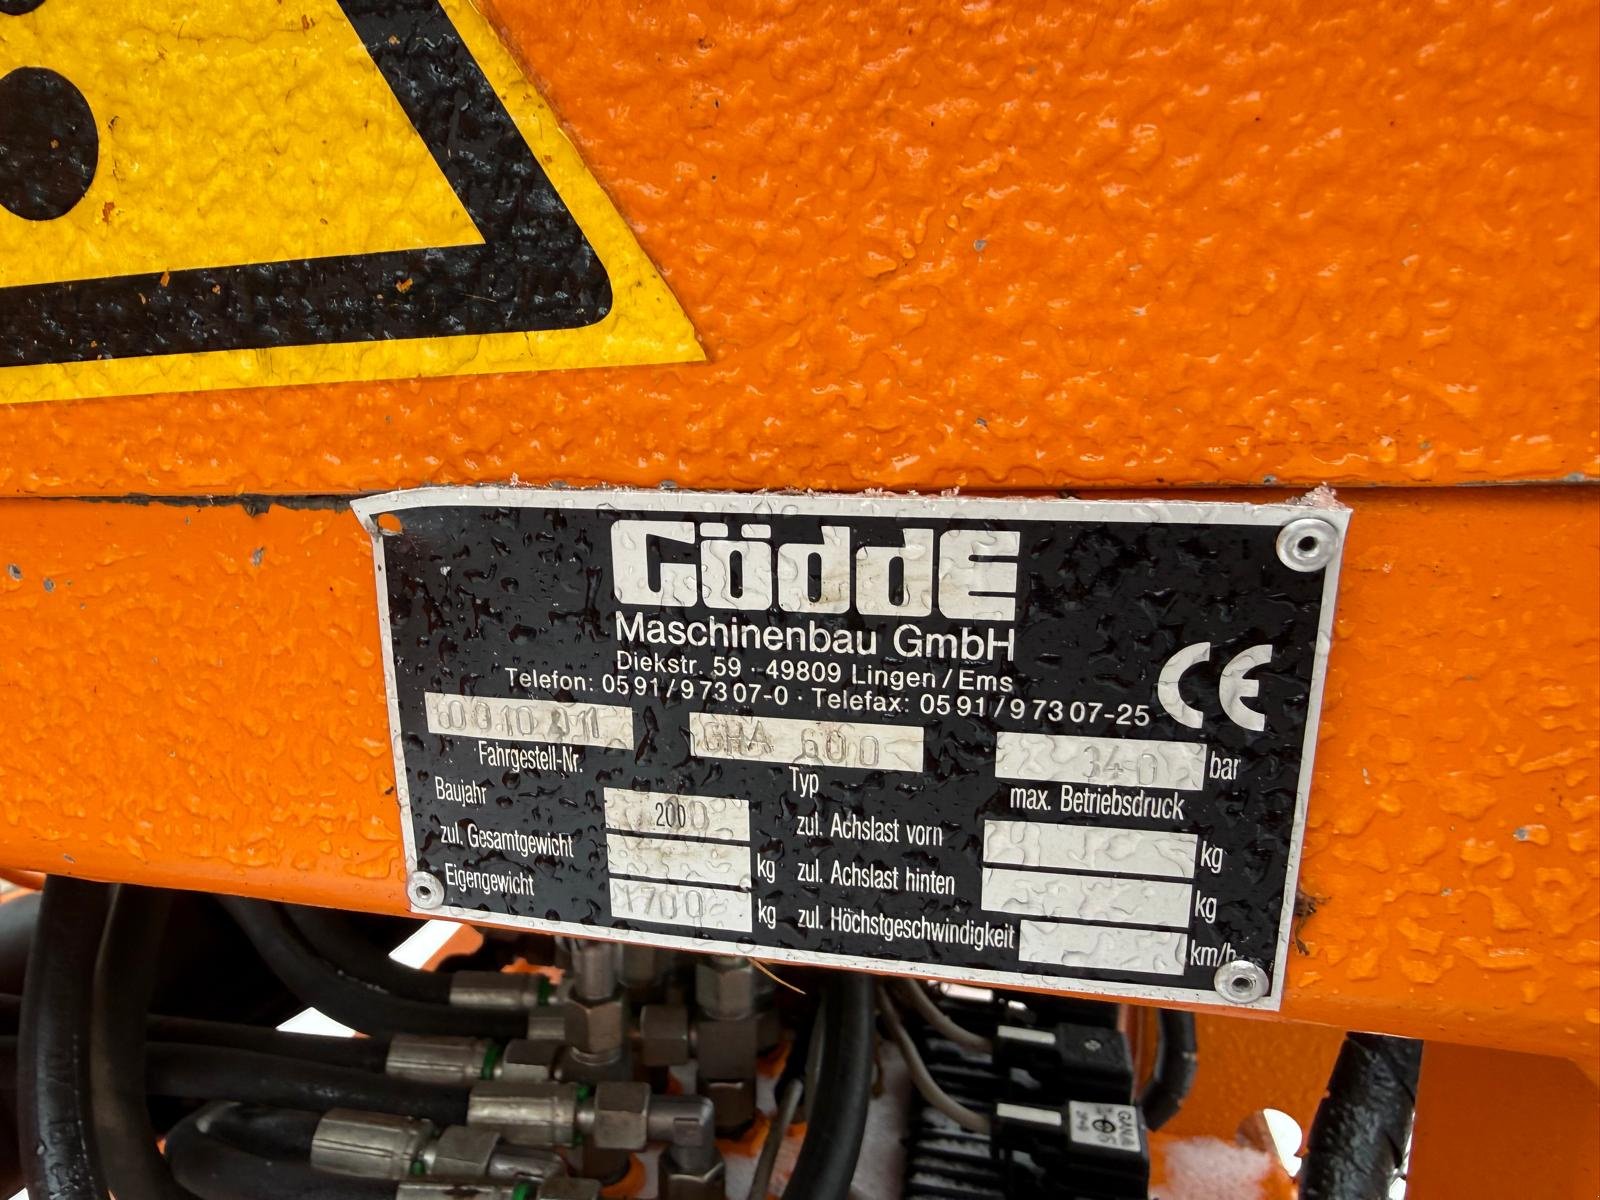 Gödde
Maschinenbau GmbH
Diekstr. 59 · 49809 Lingen/Ems
Telefon: 0591/97307-0 · Telefax: 0591/97307-25
CE
GHA 600
340 bar
Fahrgestell-Nr.
Typ
max. Betriebsdruck
Baujahr 2000
zul. Achslast vorn kg
zul. Gesamtgewicht kg
zul. Achslast hinten kg
Eigengewicht 1700 kg
zul. Höchstgeschwindigkeit km/h